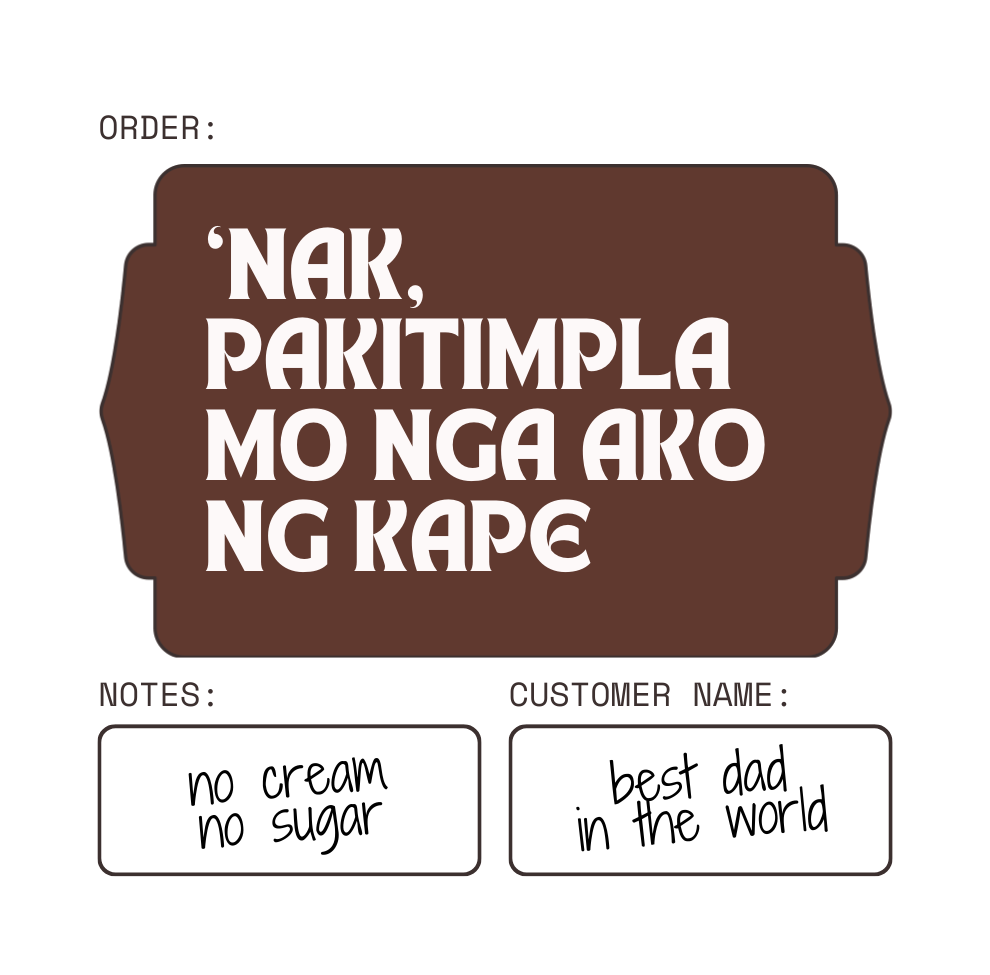 ORDER:
‘NAK,
PAKITIMPLA
MO NGA AKO
NG KAPE
NOTES:
no cream
no sugar
CUSTOMER NAME:
best dad
in the world